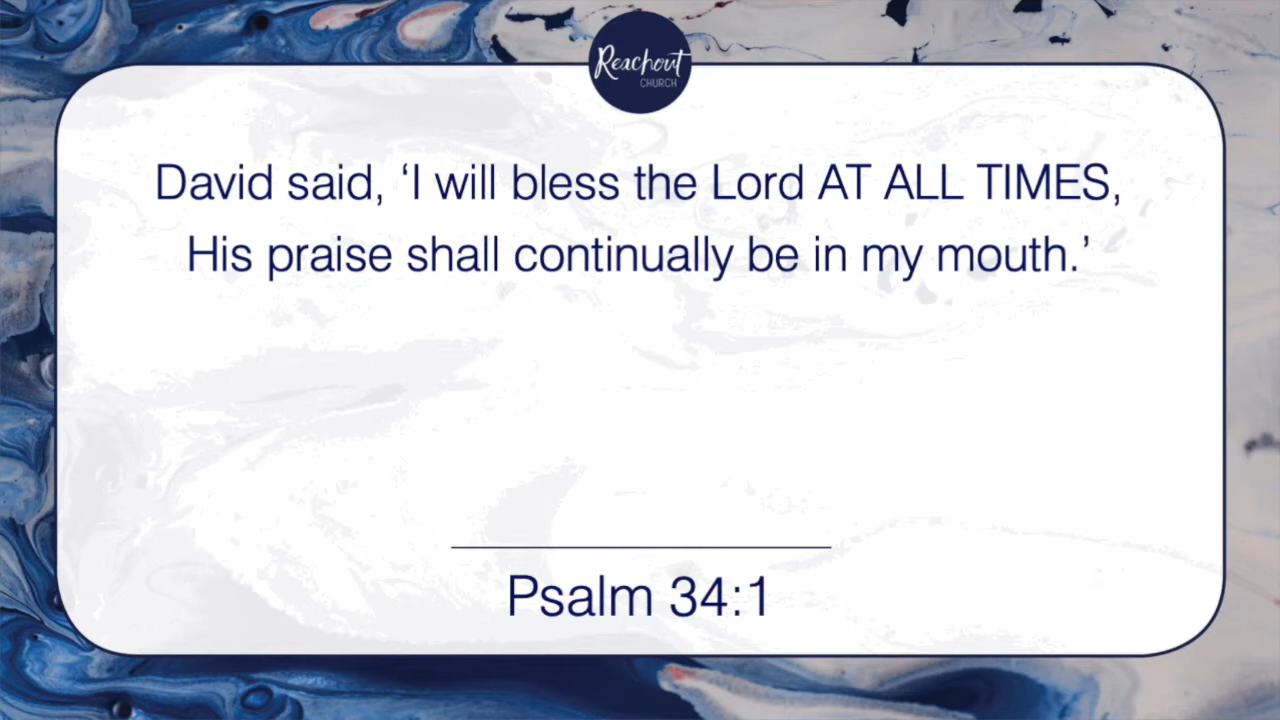 Reachout
CHURCH
David said, ‘I will bless the Lord AT ALL TIMES,
His praise shall continually be in my mouth.’
Psalm 34:1